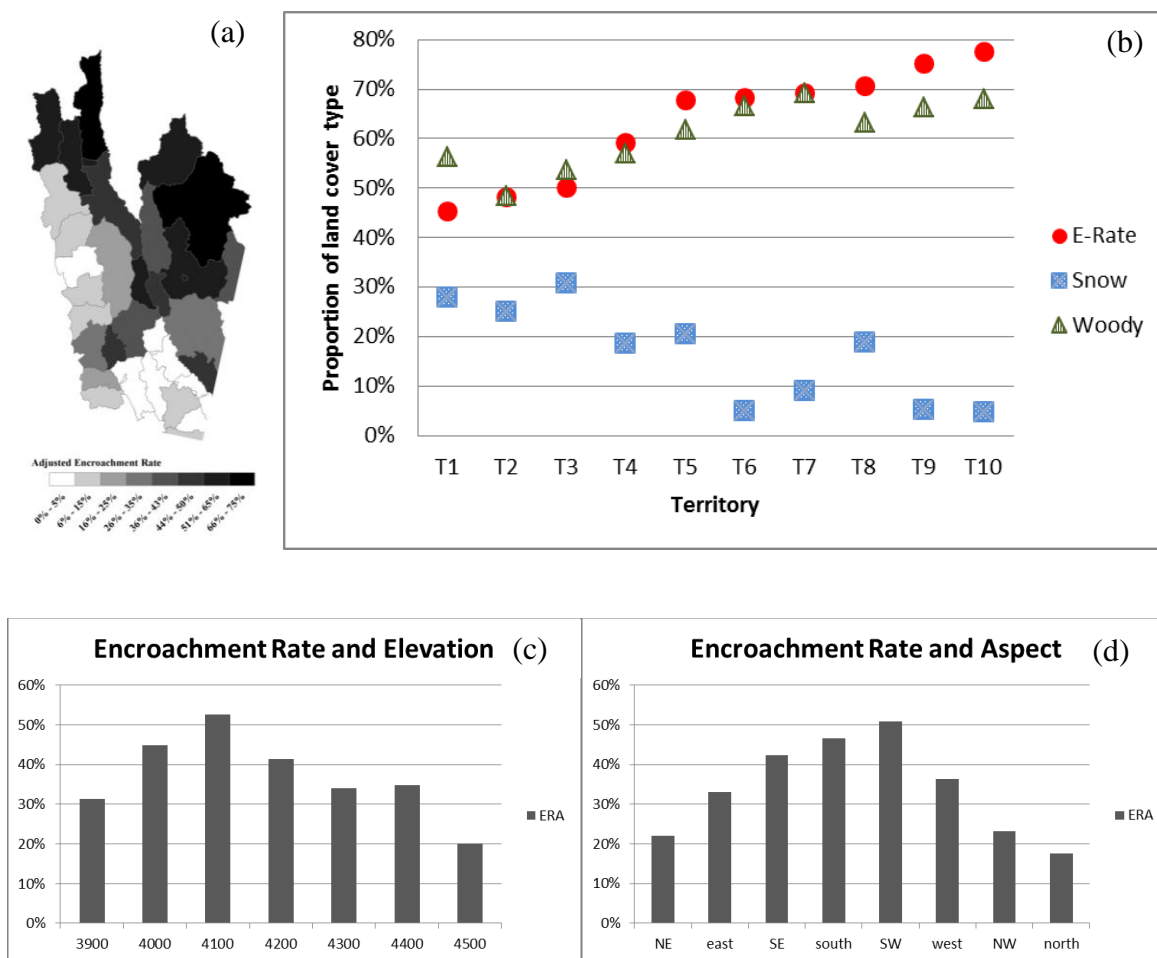 (a)
Adjusted Encroachment Rate
0% - 5%
6% - 15%
16% - 25%
26% - 35%
36% - 43%
44% - 50%
51% - 65%
66% - 75%
(b)
Proportion of land cover type
80%
70%
60%
50%
40%
30%
20%
10%
0%
T1 T2 T3 T4 T5 T6 T7 T8 T9 T10
Territory
E-Rate
Snow
Woody
Encroachment Rate and Elevation (c)
60%
50%
40%
30%
20%
10%
0%
3900 4000 4100 4200 4300 4400 4500
ERA
Encroachment Rate and Aspect (d)
60%
50%
40%
30%
20%
10%
0%
NE east SE south SW west NW north
ERA